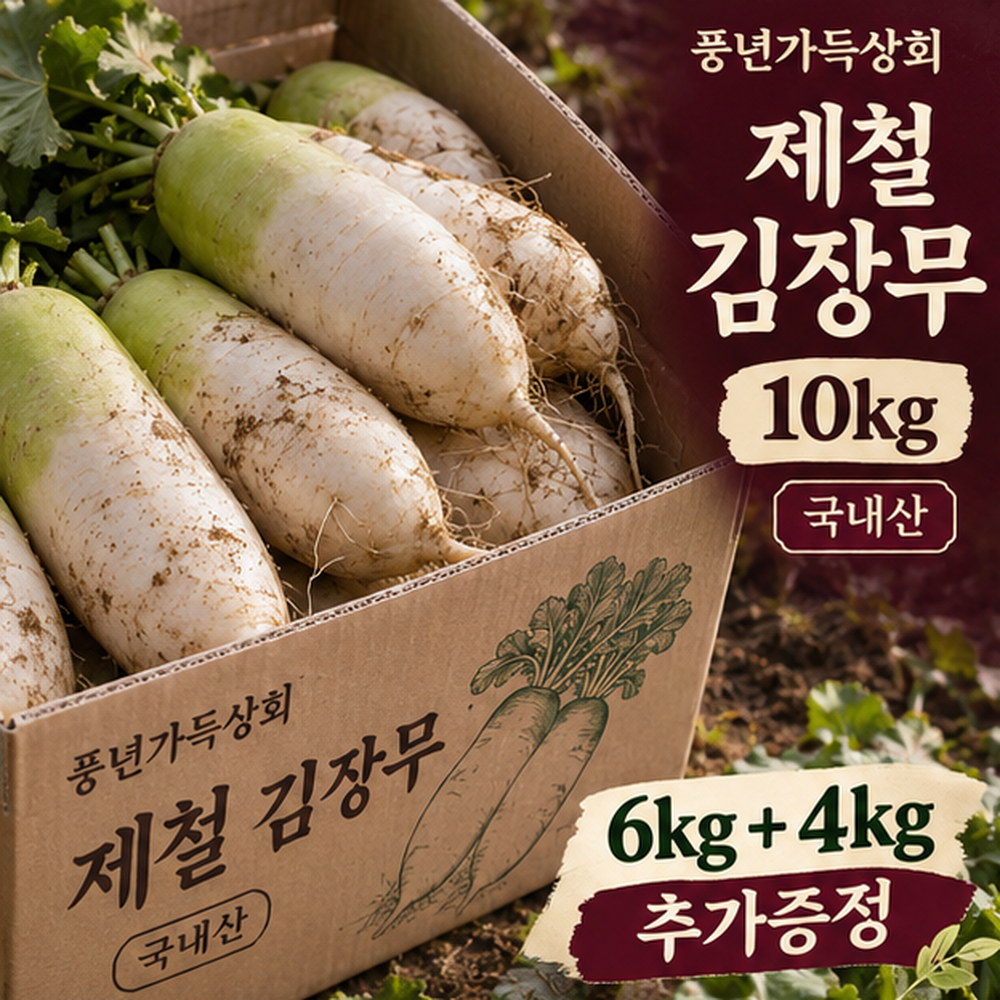 풍년가득상회
제철
김장무
10kg
국내산
풍년가득상회
제철 김장무
국내산
6kg + 4kg
추가증정